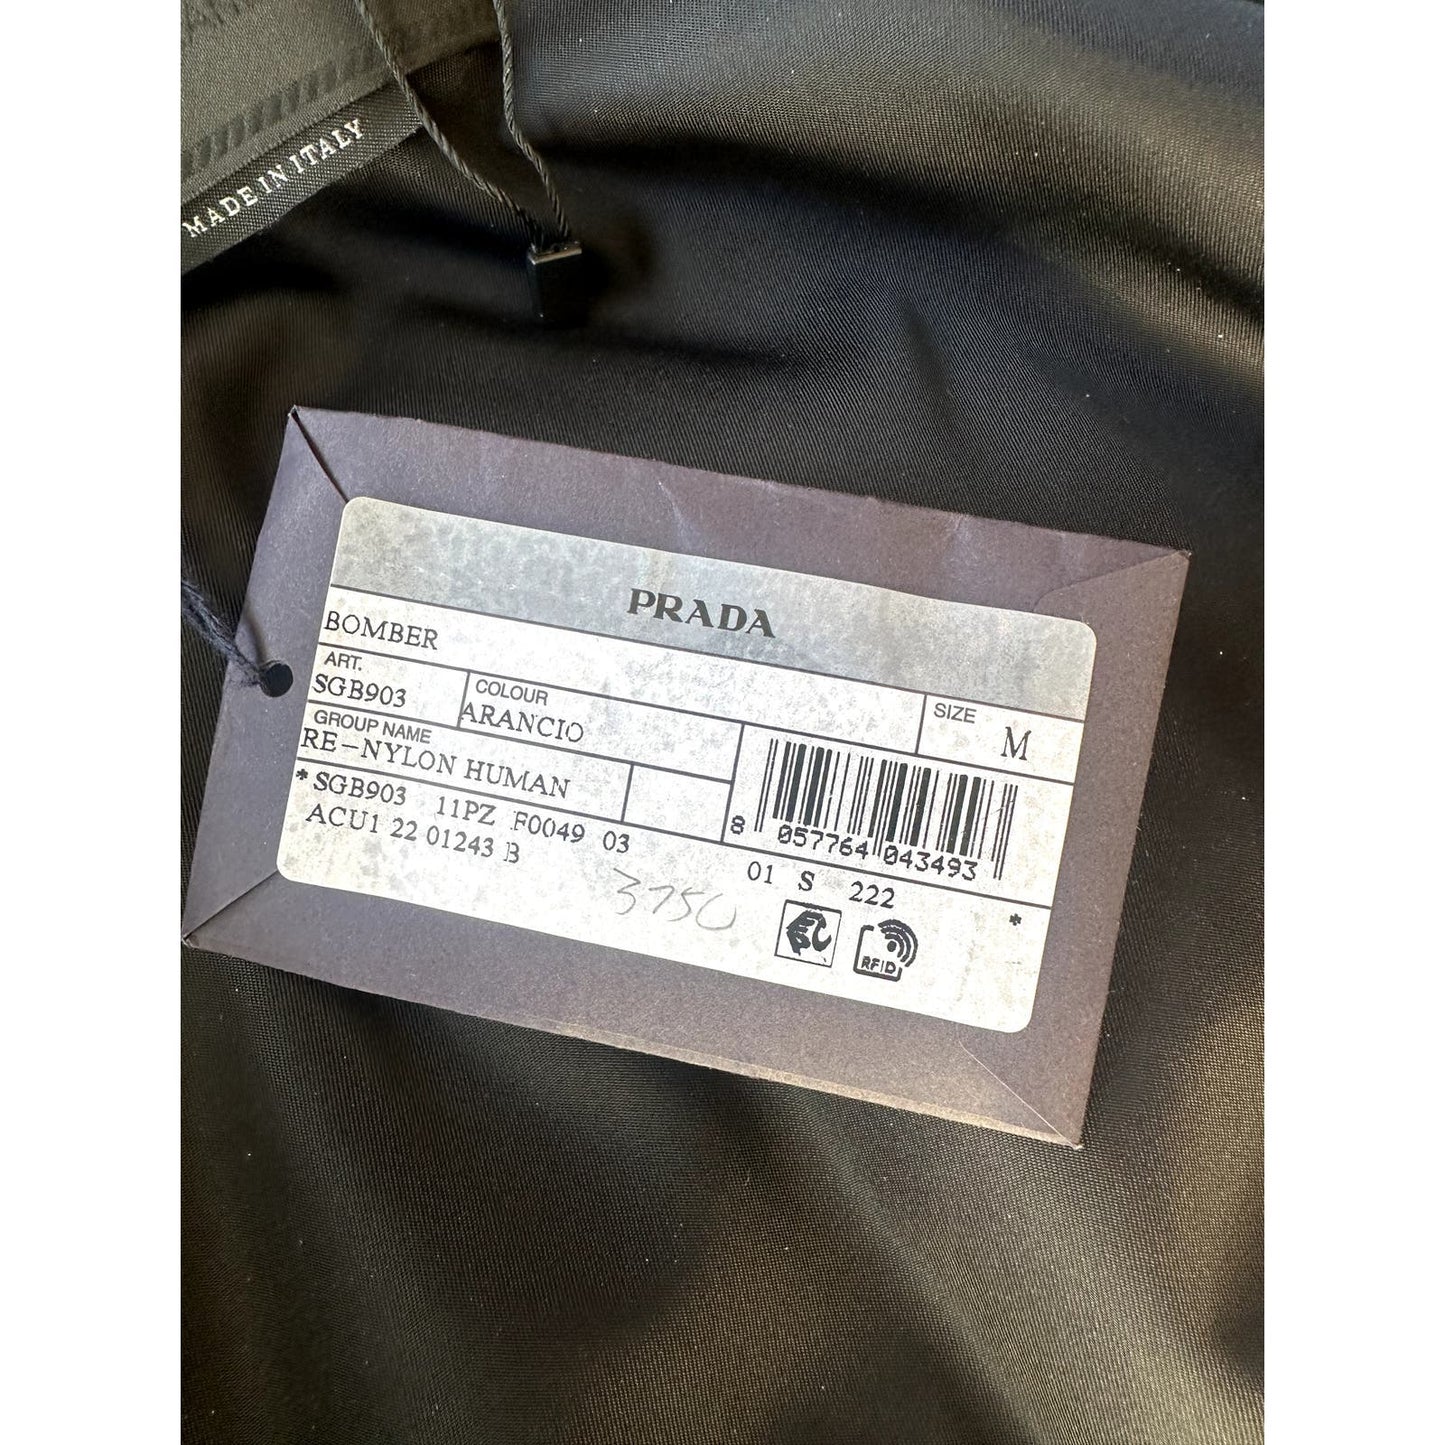 MADE IN ITALY
PRADA
BOMBER
ART.
SGB903
COLOUR
ARANCIO
SIZE
M
GROUP NAME
RE-NYLON HUMAN
* SGB903 11PZ F0049 03
ACU1 22 01243 B
8 057764 043493
01 S 222
*
3750
RFID